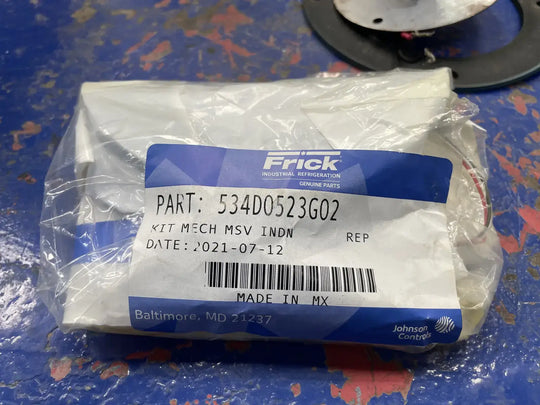 Frick
INDUSTRIAL REFRIGERATION
GENUINE PARTS
PART: 534D0523G02
KIT MECH MSV INDN REP
DATE: 2021-07-12
MADE IN MX
Baltimore, MD 21237
Johnson
Controls